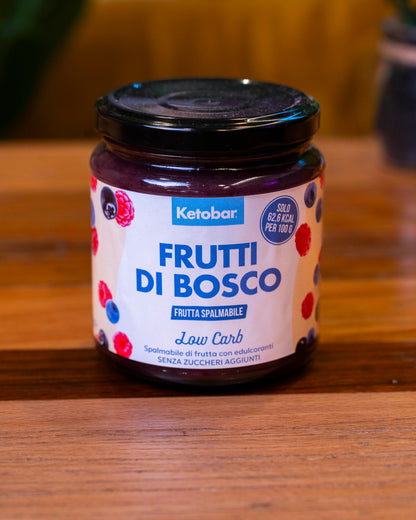 Ketobar
SOLO
62,6 KCAL
PER 100 G
FRUTTI
DI BOSCO
FRUTTA SPALMABILE
Low Carb
Spalmabile di frutta con edulcoranti
SENZA ZUCCHERI AGGIUNTI